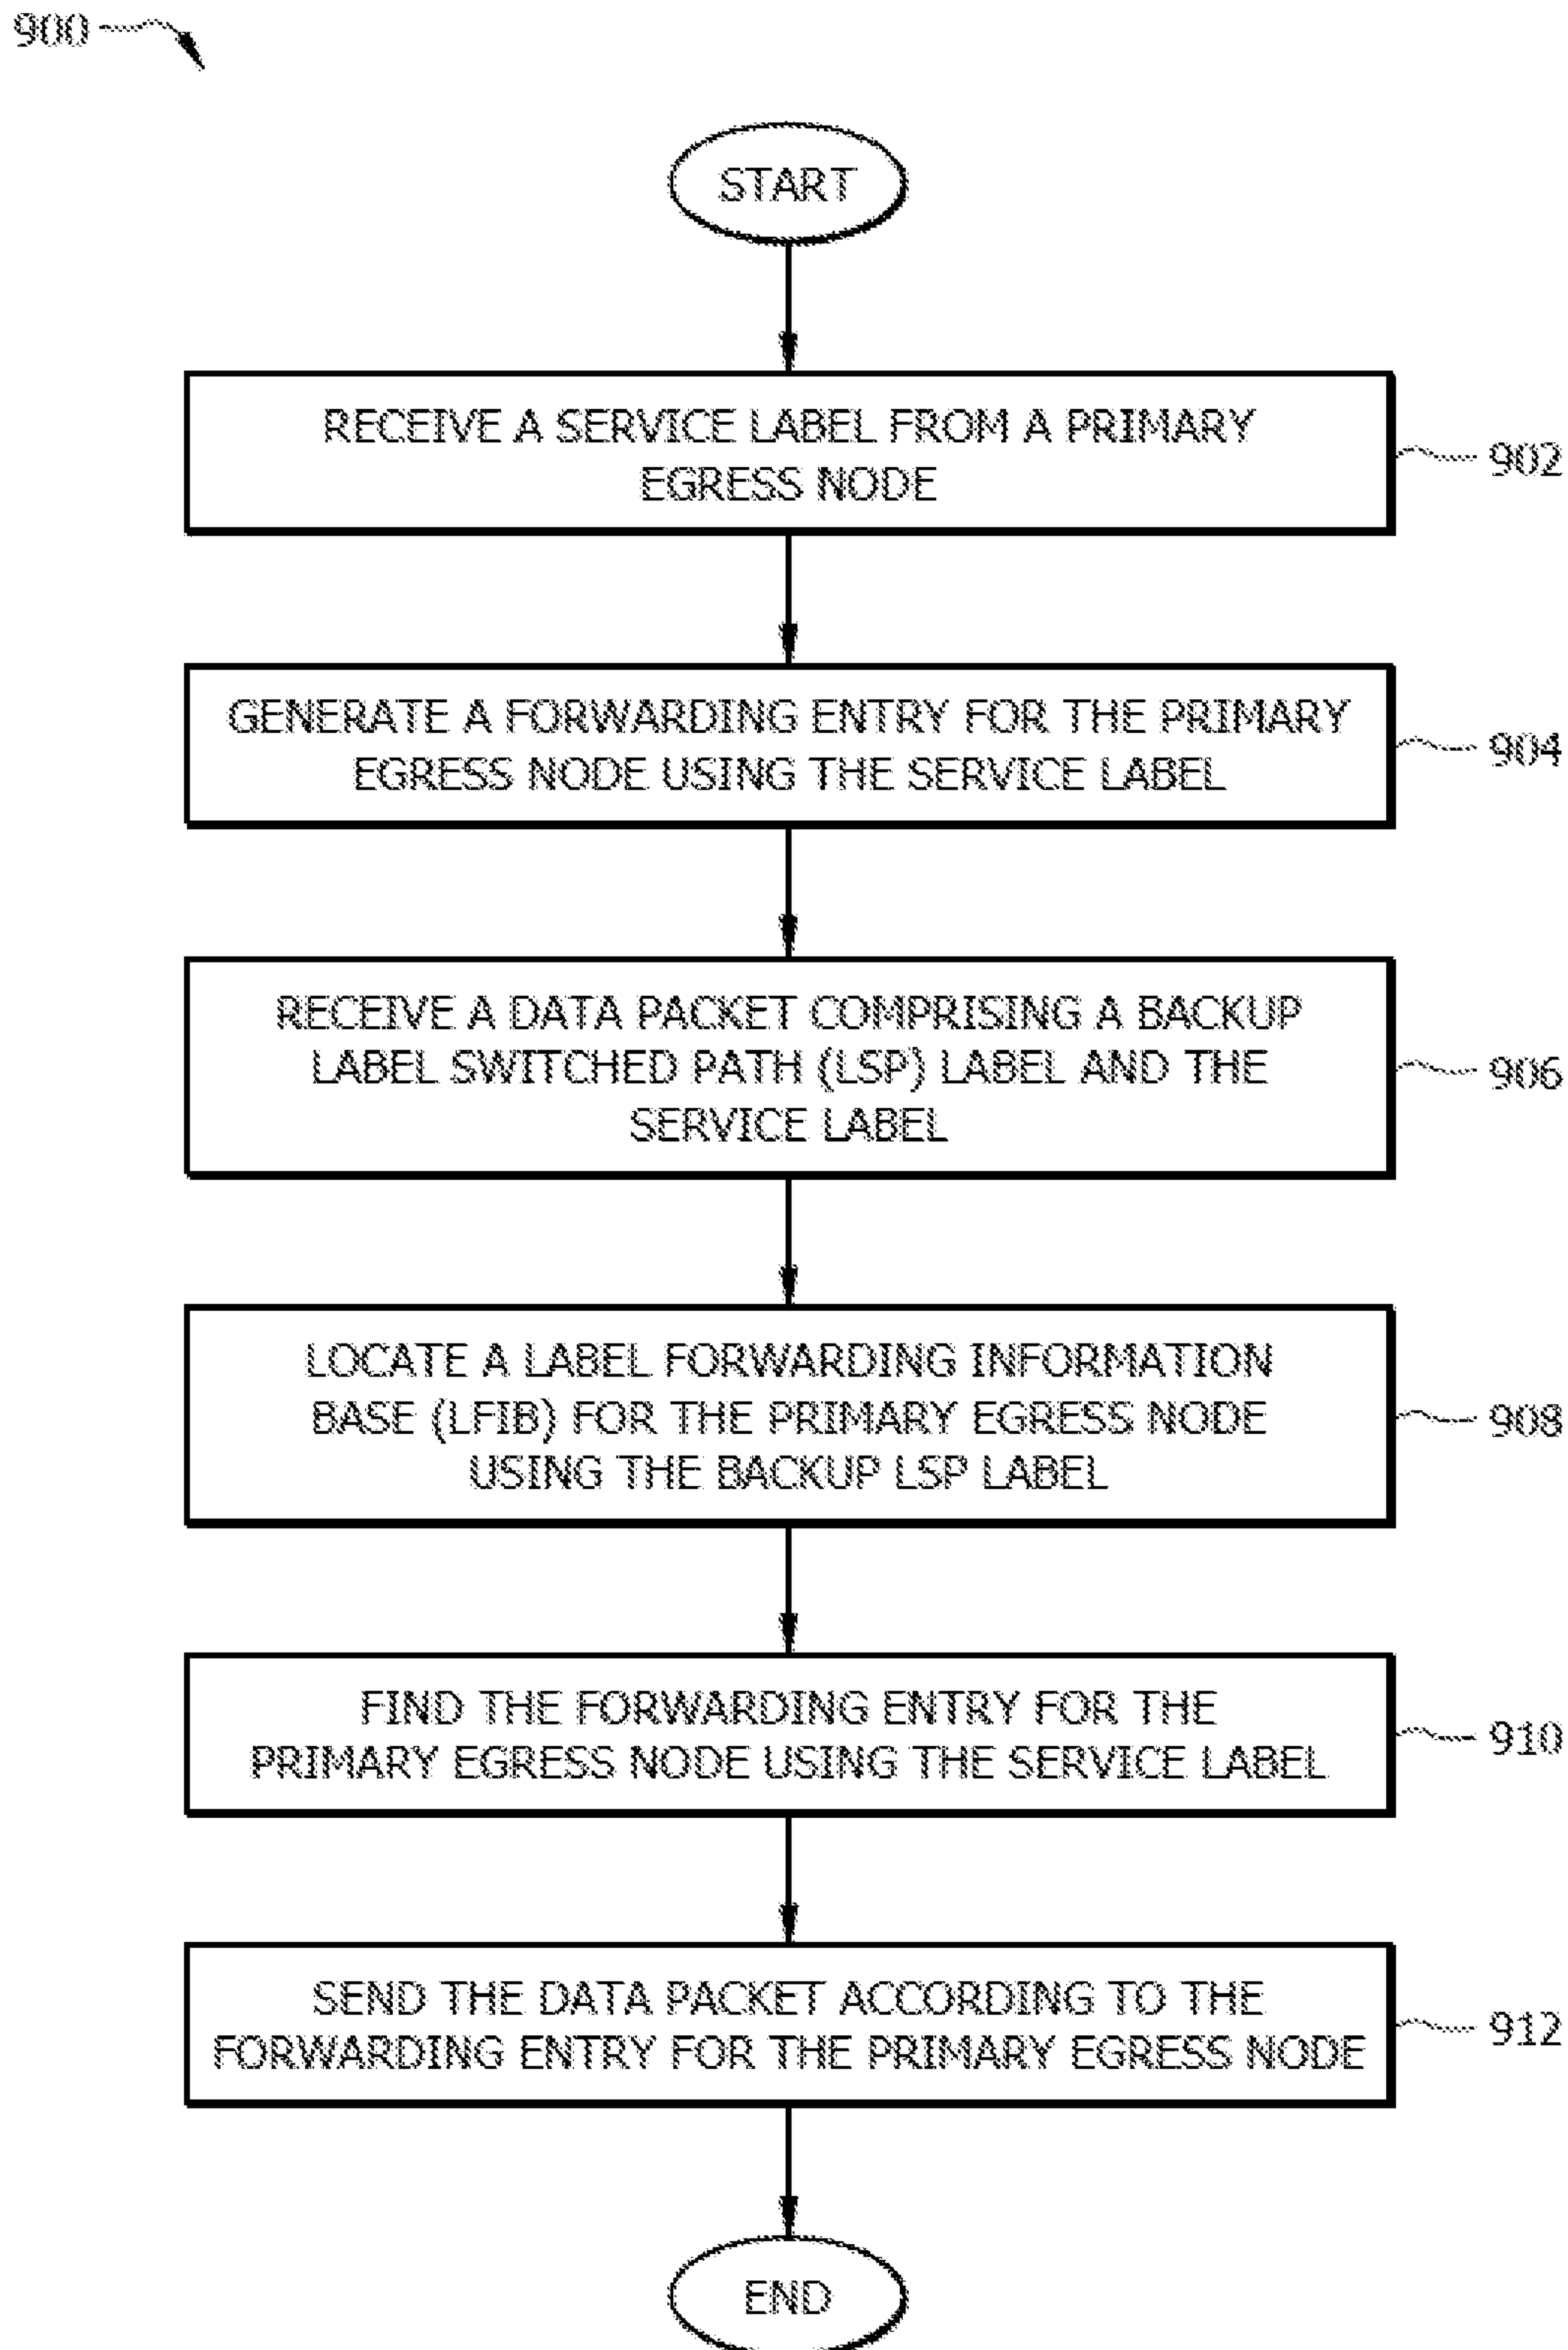 900
START
RECEIVE A SERVICE LABEL FROM A PRIMARY
EGRESS NODE
902
GENERATE A FORWARDING ENTRY FOR THE PRIMARY
EGRESS NODE USING THE SERVICE LABEL
904
RECEIVE A DATA PACKET COMPRISING A BACKUP
LABEL SWITCHED PATH (LSP) LABEL AND THE
SERVICE LABEL
906
LOCATE A LABEL FORWARDING INFORMATION
BASE (LFIB) FOR THE PRIMARY EGRESS NODE
USING THE BACKUP LSP LABEL
908
FIND THE FORWARDING ENTRY FOR THE
PRIMARY EGRESS NODE USING THE SERVICE LABEL
910
SEND THE DATA PACKET ACCORDING TO THE
FORWARDING ENTRY FOR THE PRIMARY EGRESS NODE
912
END